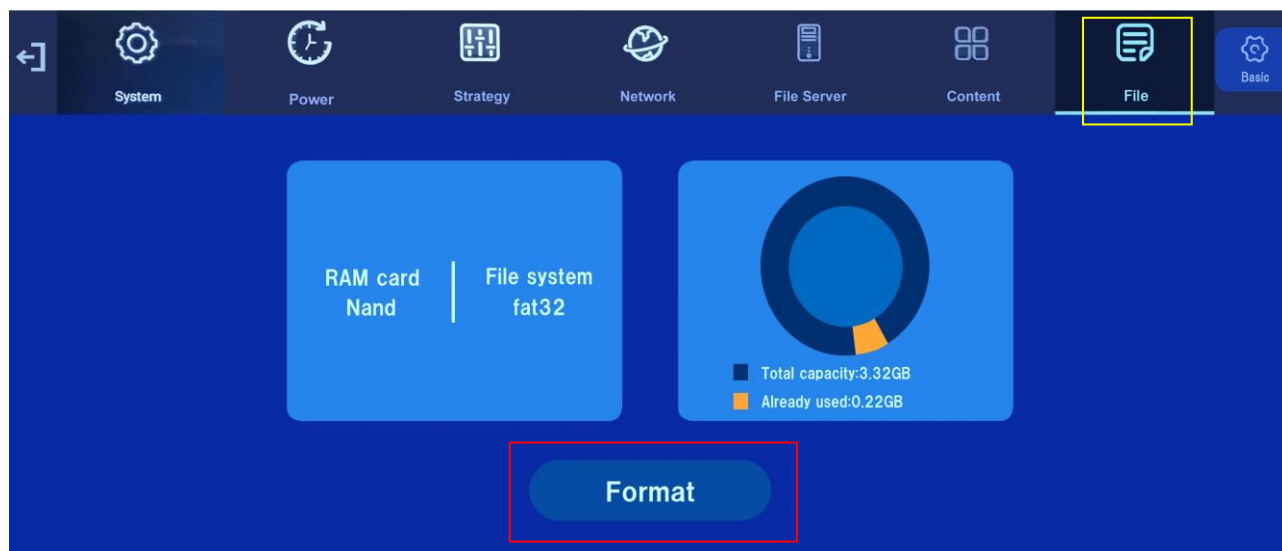 System
Power
Strategy
Network
File Server
Content
File
Basic
RAM card
Nand
File system
fat32
Total capacity:3.32GB
Already used:0.22GB
Format